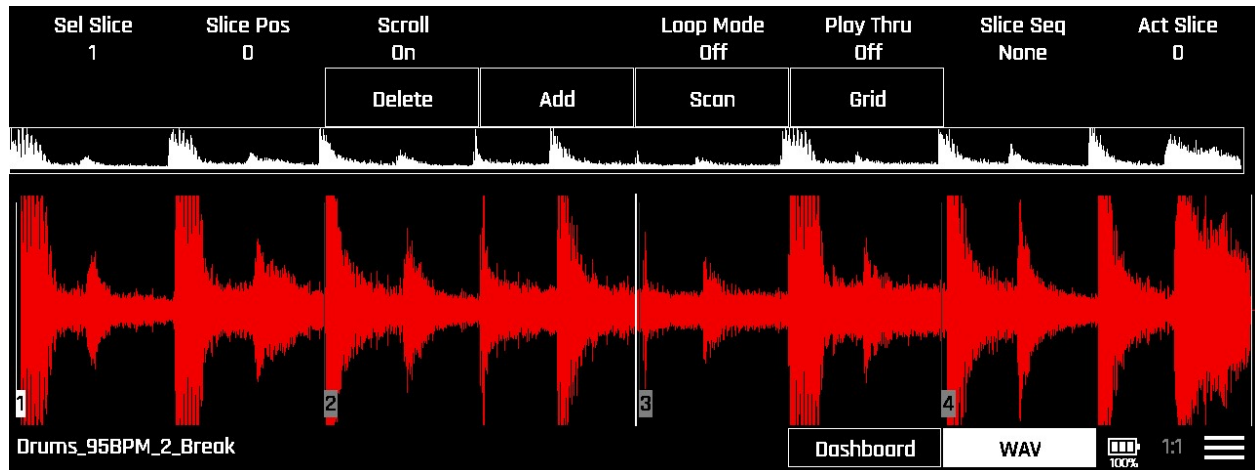 Sel Slice Slice Pos Scroll Loop Mode Play Thru Slice Seq Act Slice
1 0 On Off Off None 0
Delete Add Scan Grid
1 2 3 4
Drums_95BPM_2_Break Dashboard WAV 1:1
100%